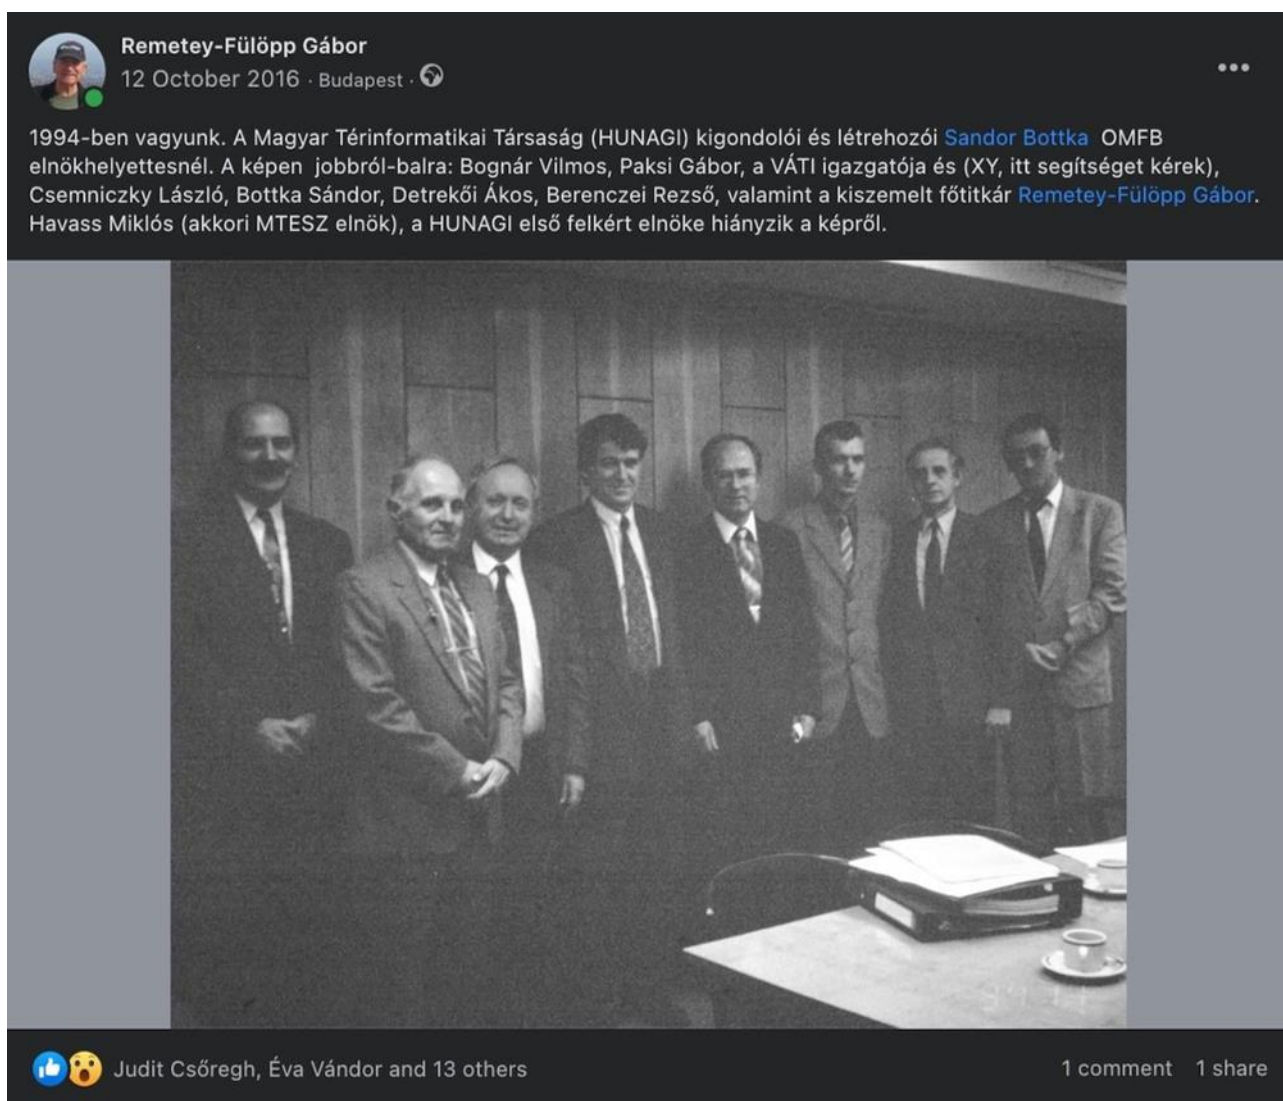 Remetey-Fülöpp Gábor
12 October 2016 · Budapest ·
1994-ben vagyunk. A Magyar Térinformatikai Társaság (HUNAGI) kigondolói és létrehozói Sandor Bottka OMFB
elnökhelyettesnél. A képen jobbról-balra: Bognár Vilmos, Paksi Gábor, a VÁTI igazgatója és (XY, itt segítséget kérek),
Csemniczky László, Bottka Sándor, Detrekői Ákos, Berenczei Rezső, valamint a kiszemelt főtitkár Remetey-Fülöpp Gábor.
Havass Miklós (akkori MTESZ elnök), a HUNAGI első felkért elnöke hiányzik a képről.
Judit Csőregh, Éva Vándor and 13 others
1 comment 1 share